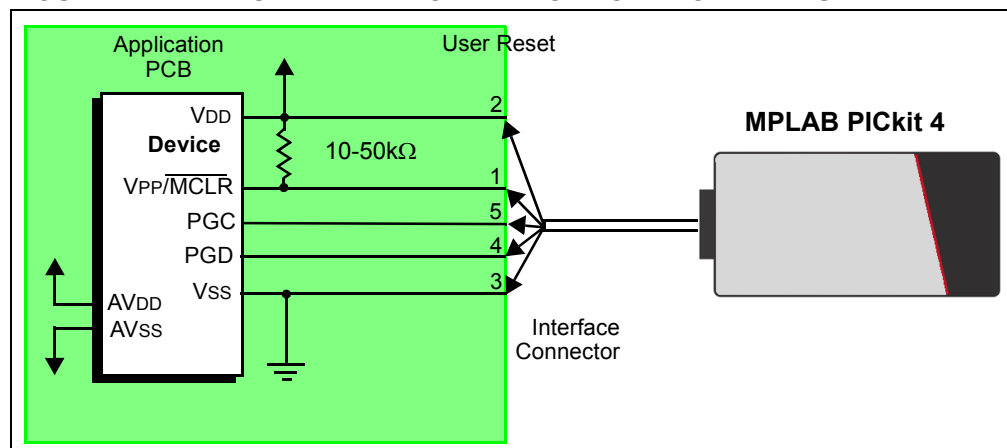 Application
PCB
User Reset
VDD
2
Device
10-50kΩ
MPLAB PICkit 4
VPP/MCLR
1
PGC
5
PGD
4
VSS
3
AVDD
AVSS
Interface
Connector